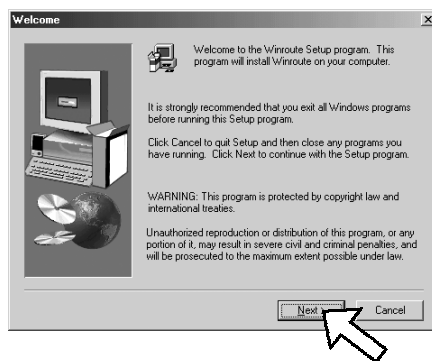 Welcome
Welcome to the Winroute Setup program. This
program will install Winroute on your computer.
It is strongly recommended that you exit all Windows programs
before running this Setup program.
Click Cancel to quit Setup and then close any programs you
have running. Click Next to continue with the Setup program.
WARNING: This program is protected by copyright law and
international treaties.
Unauthorized reproduction or distribution of this program, or any
portion of it, may result in severe civil and criminal penalties, and
will be prosecuted to the maximum extent possible under law.
Next >
Cancel